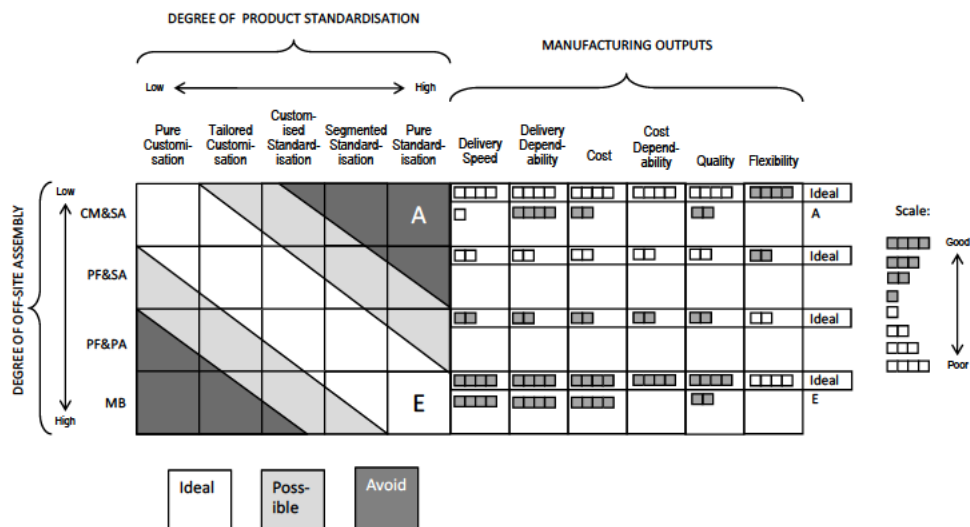 DEGREE OF PRODUCT STANDARDISATION
MANUFACTURING OUTPUTS
Low
High
Pure
Customi-
sation
Tailored
Customi-
sation
Custom-
ised
Standard-
isation
Segmented
Standard-
isation
Pure
Standard-
isation
Delivery
Speed
Delivery
Depend-
ability
Cost
Cost
Depend-
ability
Quality
Flexibility
DEGREE OF OFF-SITE ASSEMBLY
Low
High
CM&SA
PF&SA
PF&PA
MB
A
E
Ideal
A
Ideal
Ideal
Ideal
E
Scale:
Good
Poor
Ideal
Poss-
ible
Avoid